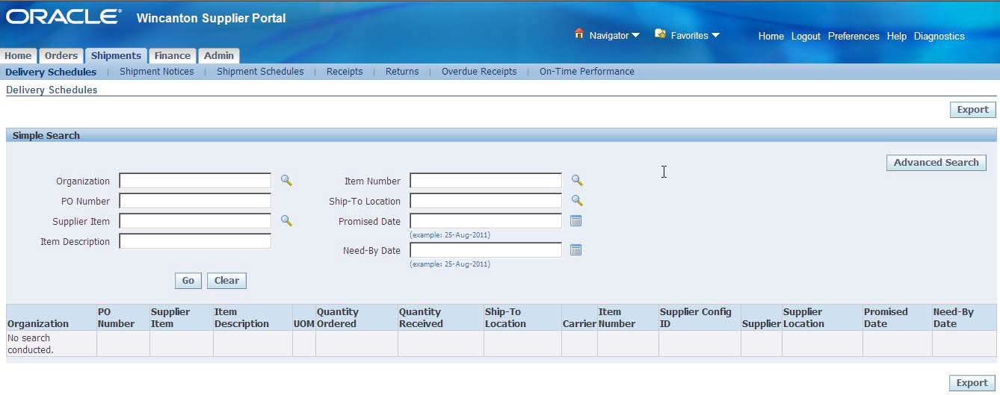 ORACLE® Wincanton Supplier Portal
Navigator Favorites Home Logout Preferences Help Diagnostics
Home Orders Shipments Finance Admin
Delivery Schedules | Shipment Notices | Shipment Schedules | Receipts | Returns | Overdue Receipts | On-Time Performance
Delivery Schedules
Export
Simple Search
Advanced Search
Organization
PO Number
Supplier Item
Item Description
Item Number
Ship-To Location
Promised Date
(example: 25-Aug-2011)
Need-By Date
(example: 25-Aug-2011)
Go Clear
Organization
PO Number
Supplier Item
Item Description
UOM
Quantity Ordered
Quantity Received
Ship-To Location
Carrier
Item Number
Supplier Config ID
Supplier
Supplier Location
Promised Date
Need-By Date
No search
conducted.
Export